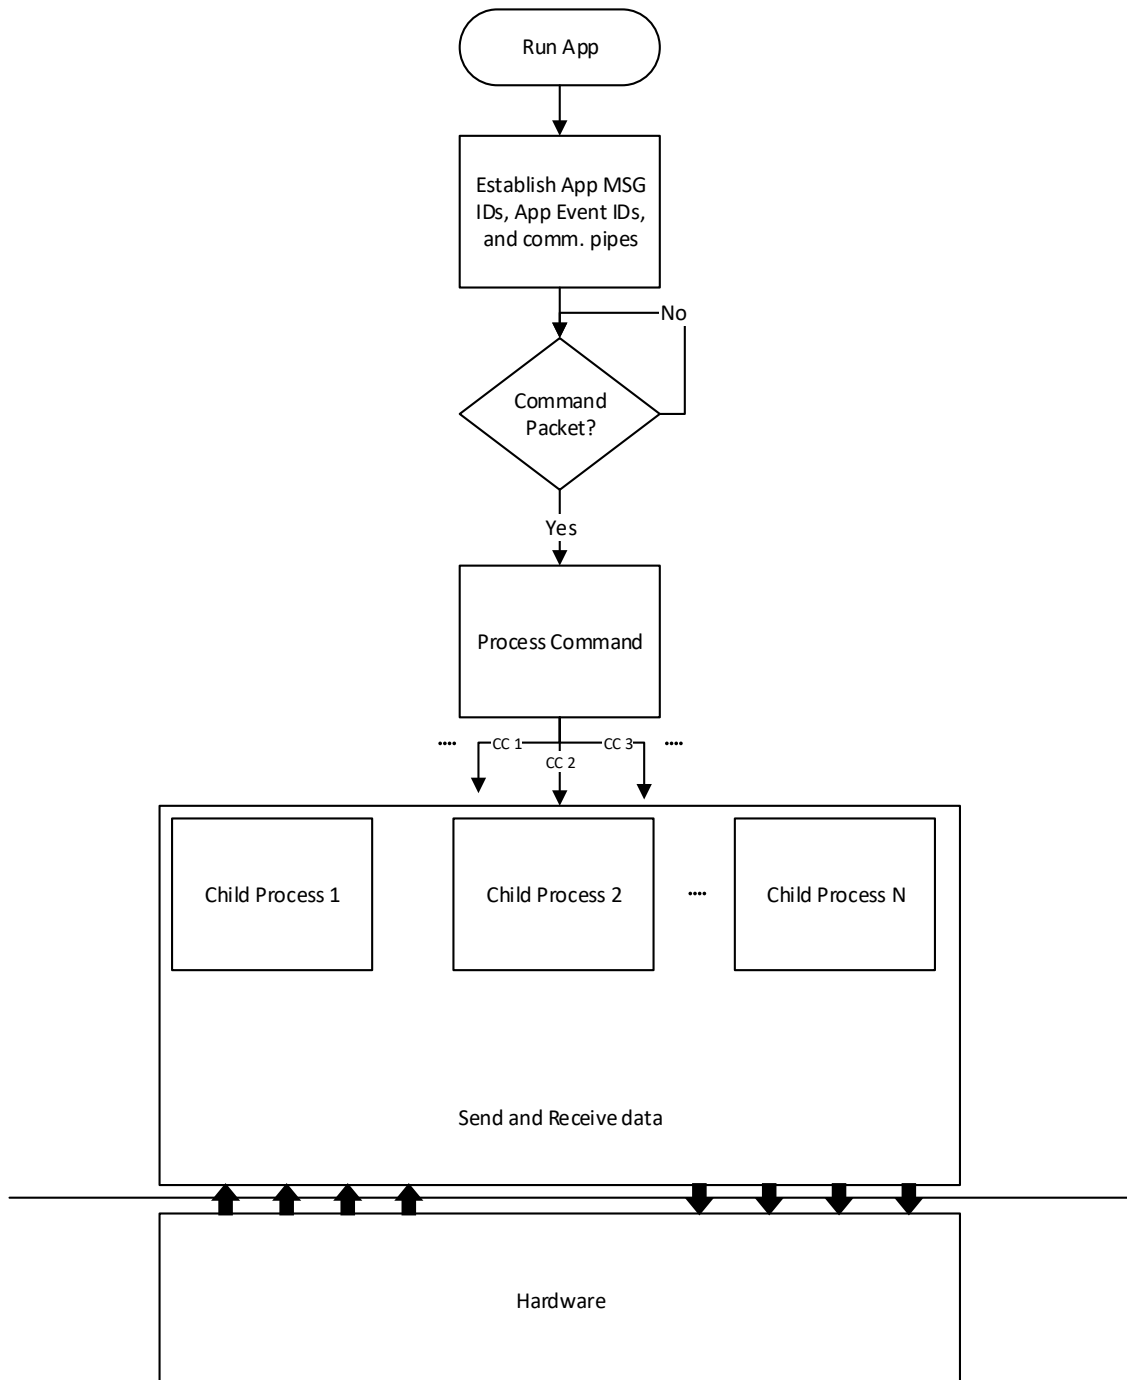 Run App
Establish App MSG
IDs, App Event IDs,
and comm. pipes
No
Command
Packet?
Yes
Process Command
.... CC 1 CC 3 ....
CC 2
Child Process 1 Child Process 2 .... Child Process N
Send and Receive data
Hardware